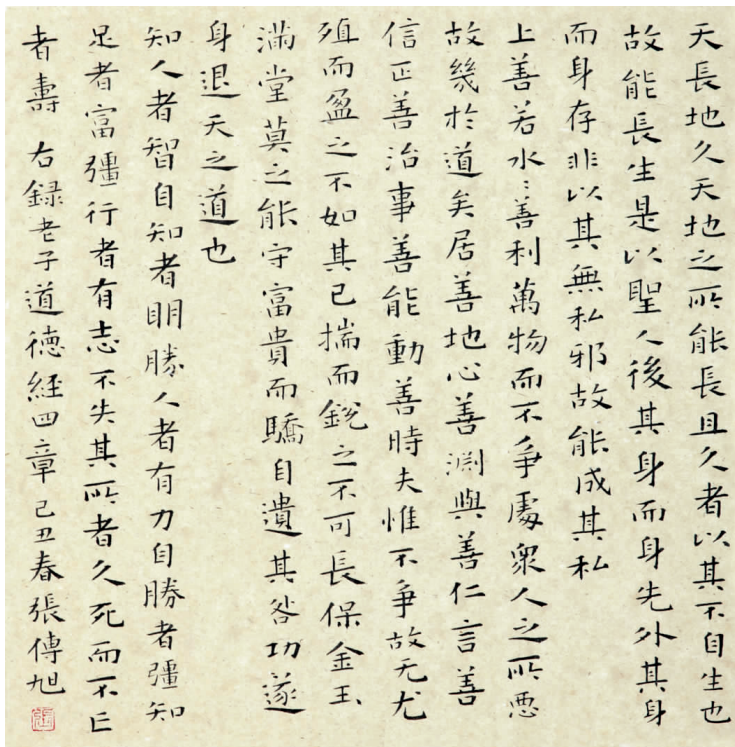 天長地久天地之所能長且久者以其不自生也
故能長生是以聖人後其身而身先外其身
而身存非以其無私邪故能成其私
上善若水〻善利萬物而不争處衆人之所惡
故幾於道矣居善地心善淵與善仁言善
信正善治事善能動善時夫惟不争故无尤
殖而盈之不如其己揣而鋭之不可長保金玉
滿堂莫之能守富貴而驕自遺其咎功遂
身退天之道也
知人者智自知者明勝人者有力自勝者彊知
足者富彊行者有志不失其所者久死而不亡
者壽 右録老子道德經四章 己丑春張傳旭